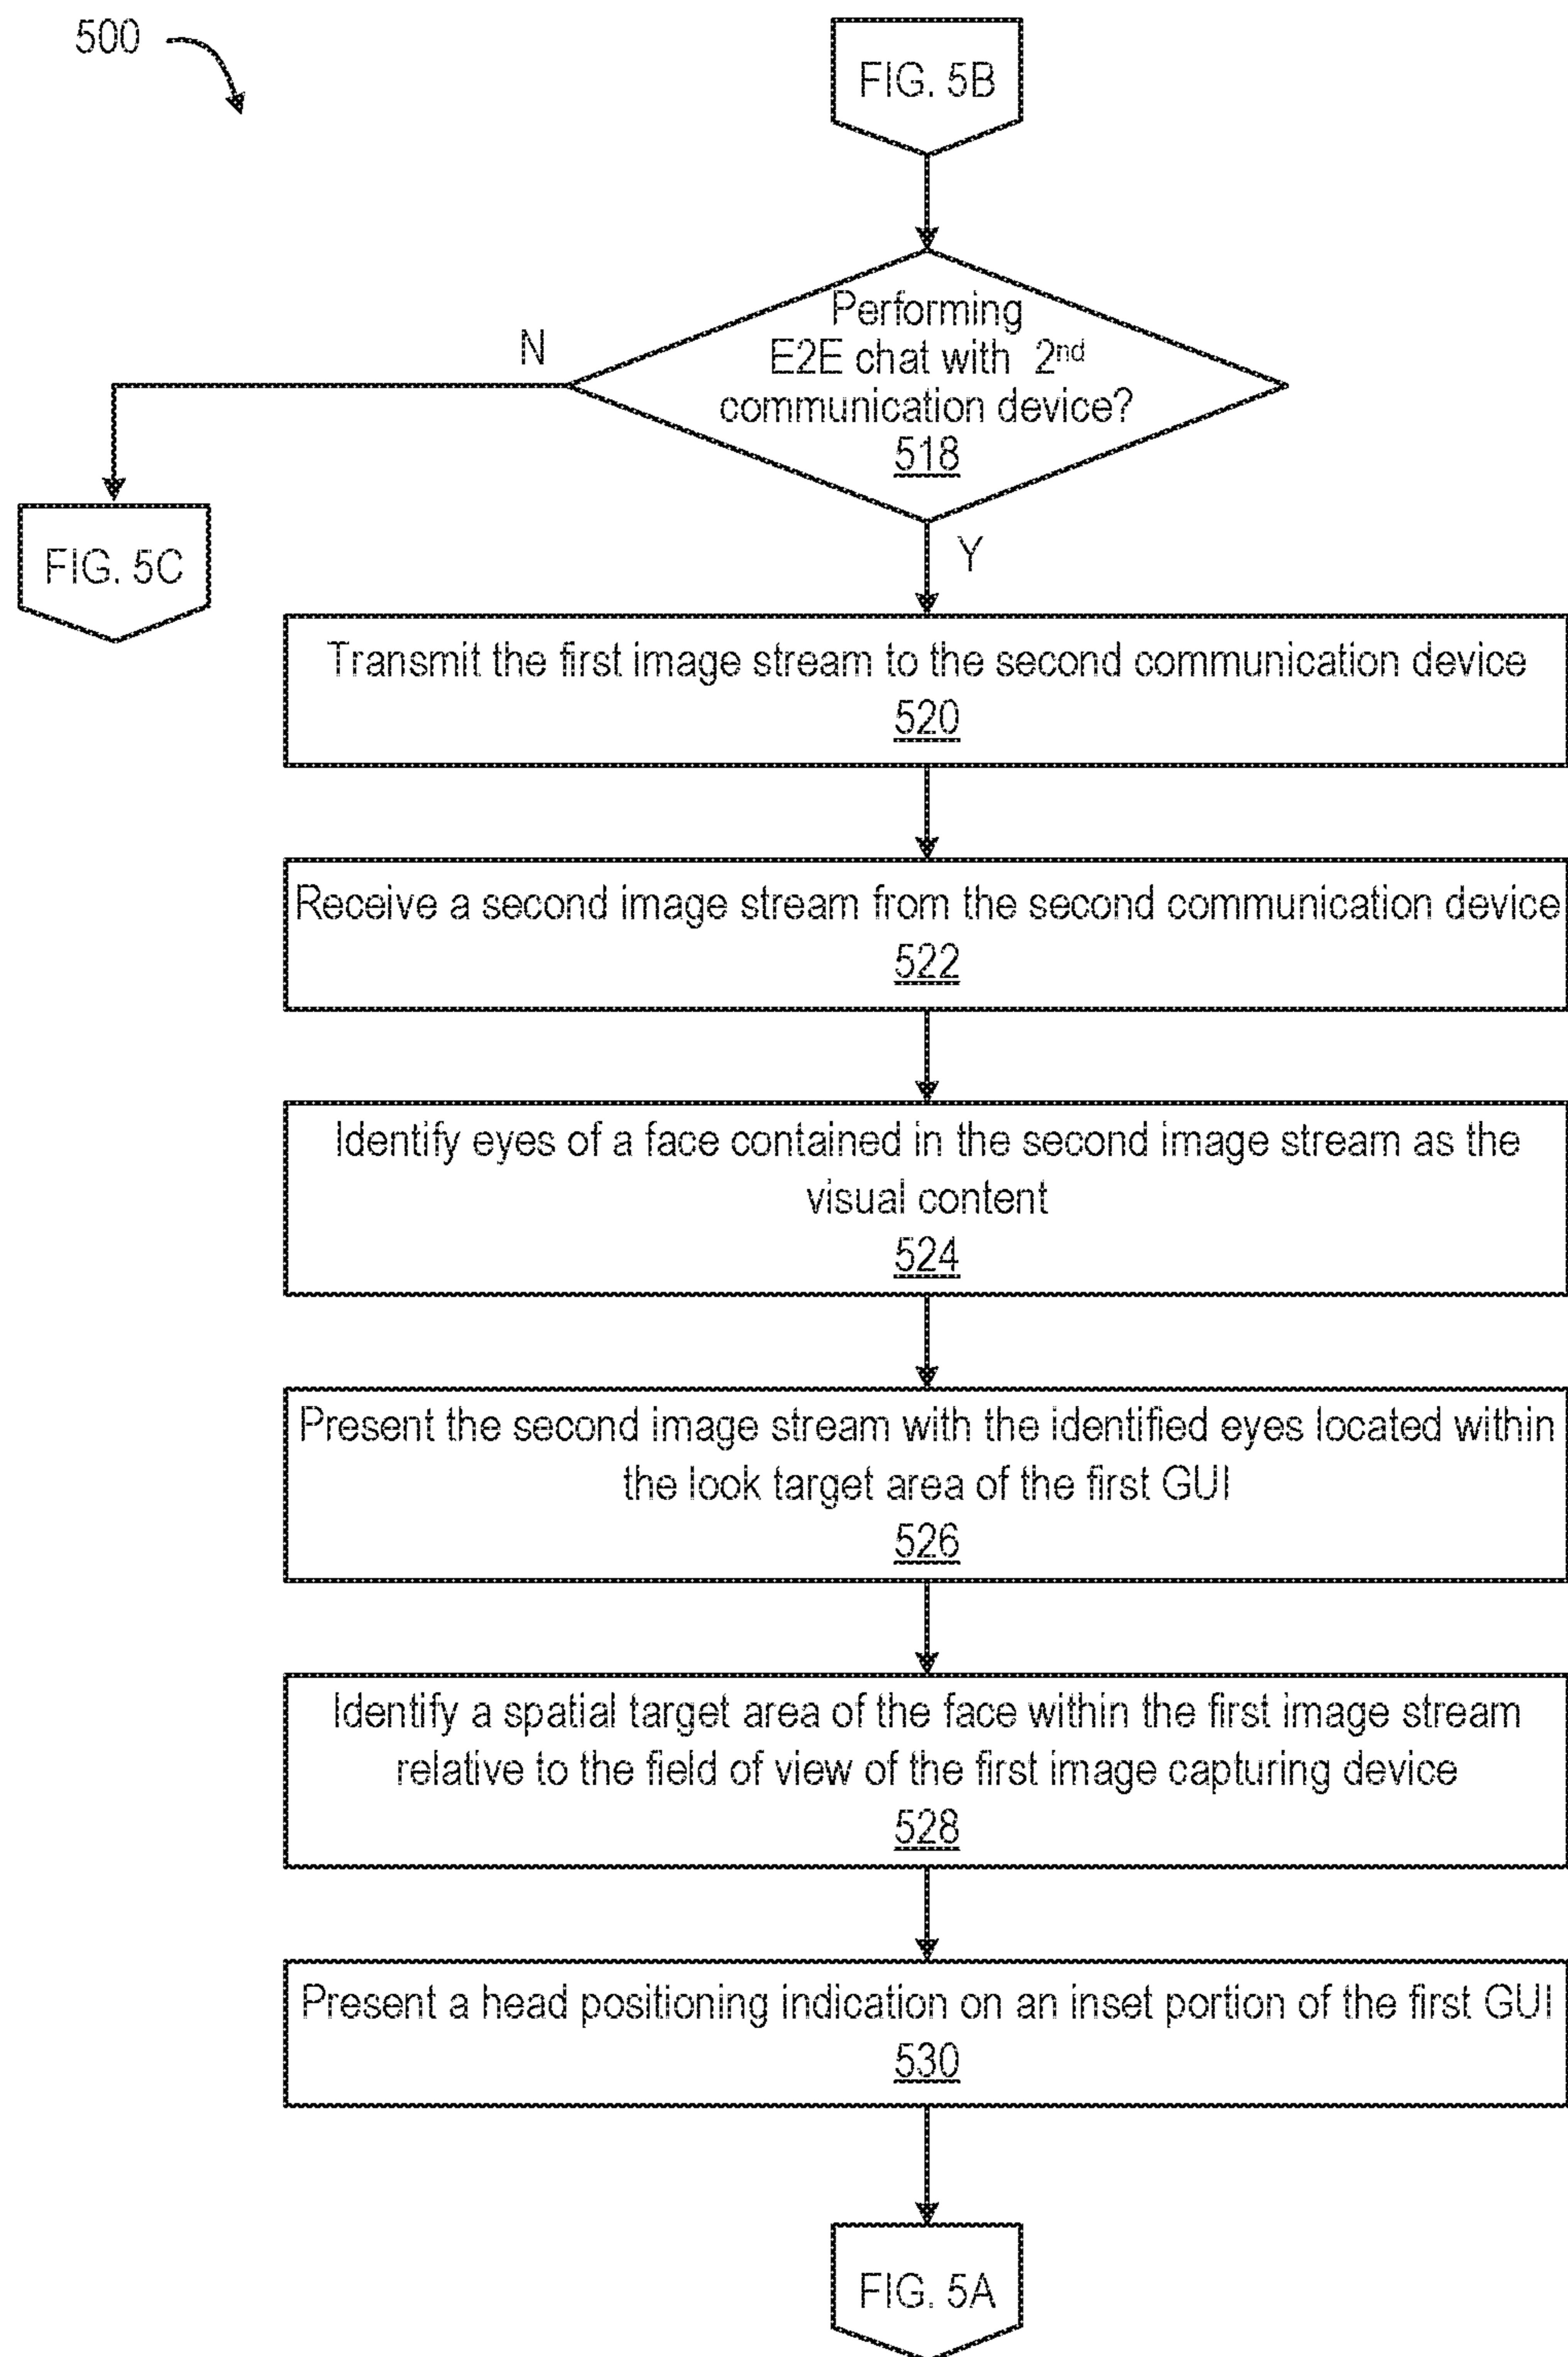 500
FIG. 5B
Performing
E2E chat with 2nd
communication device?
518
N
Y
FIG. 5C
Transmit the first image stream to the second communication device
520
Receive a second image stream from the second communication device
522
Identify eyes of a face contained in the second image stream as the
visual content
524
Present the second image stream with the identified eyes located within
the look target area of the first GUI
526
Identify a spatial target area of the face within the first image stream
relative to the field of view of the first image capturing device
528
Present a head positioning indication on an inset portion of the first GUI
530
FIG. 5A